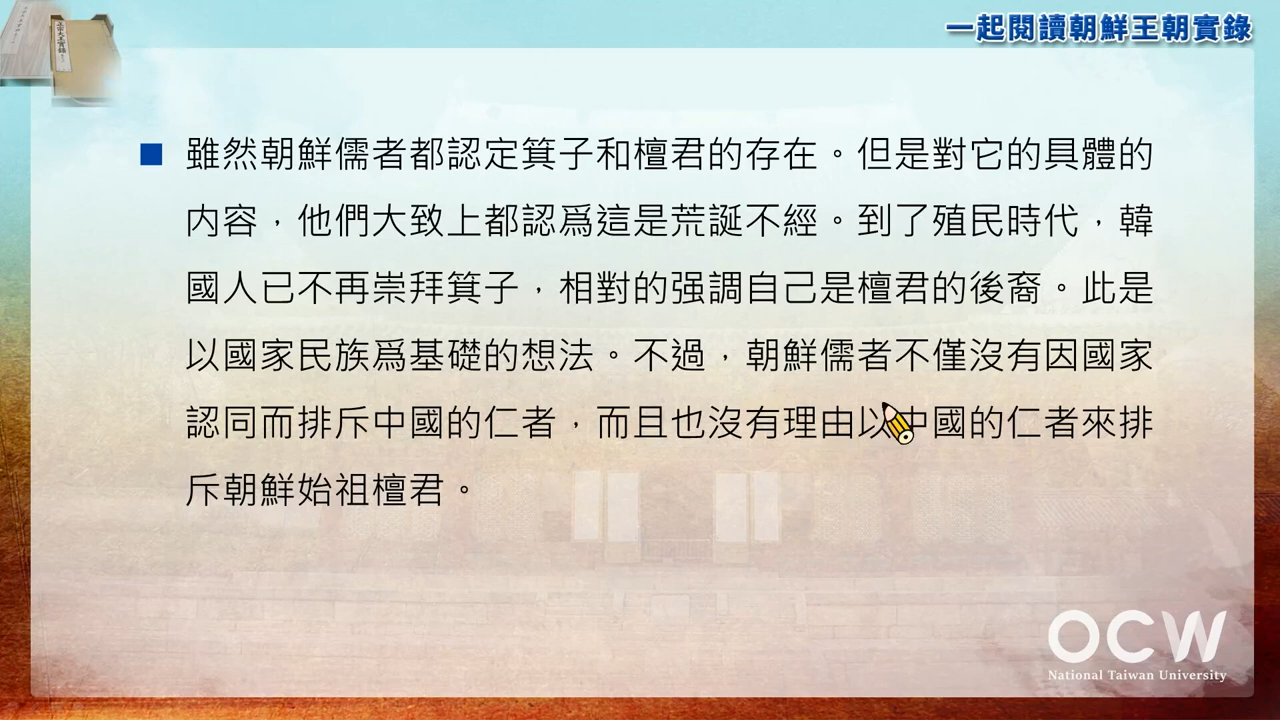 一起閱讀朝鮮王朝實錄
雖然朝鮮儒者都認定箕子和檀君的存在。但是對它的具體的
内容，他們大致上都認爲這是荒誕不經。到了殖民時代，韓
國人已不再崇拜箕子，相對的强調自己是檀君的後裔。此是
以國家民族爲基礎的想法。不過，朝鮮儒者不僅沒有因國家
認同而排斥中國的仁者，而且也沒有理由以中國的仁者來排
斥朝鮮始祖檀君。
OCW
National Taiwan University